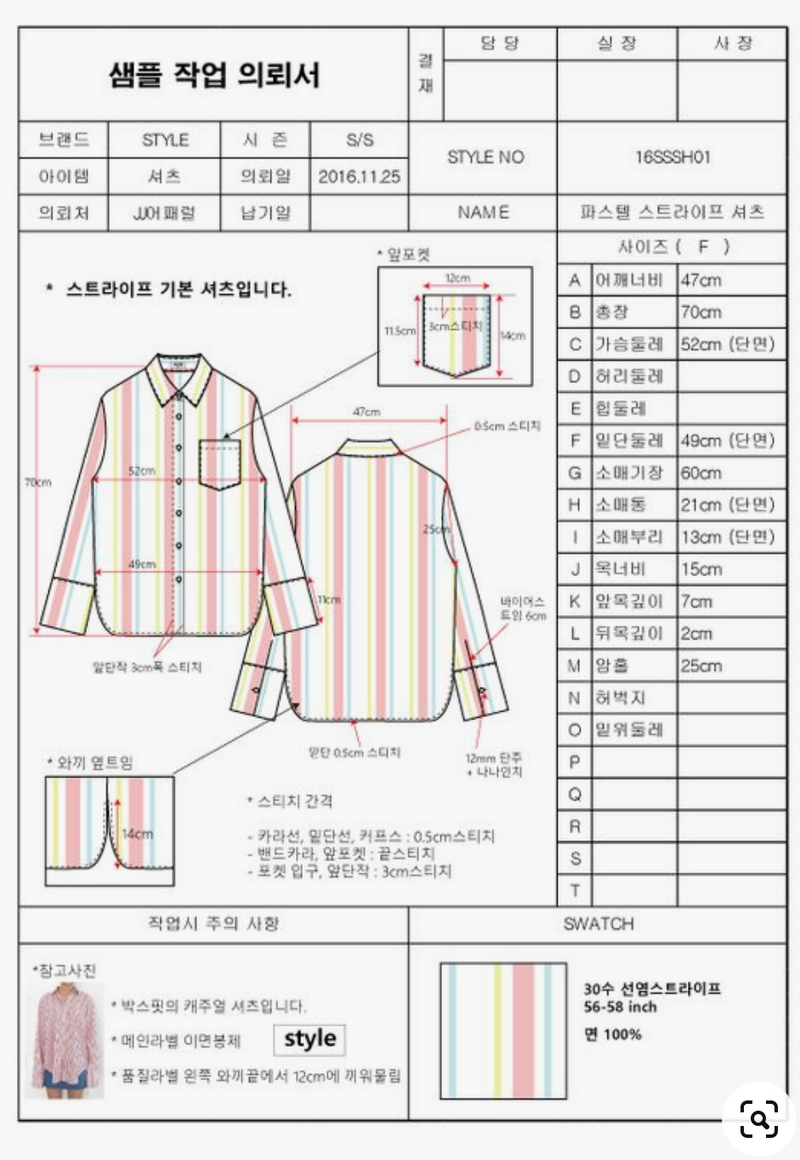 샘플 작업 의뢰서
결재
담 당
실 장
사 장
브랜드
STYLE
시 즌
S/S
STYLE NO
16SSSH01
아이템
셔츠
의뢰일
2016.11.25
의뢰처
JJ어패럴
납기일
NAME
파스텔 스트라이프 셔츠
* 스트라이프 기본 셔츠입니다.
* 앞포켓
12cm
11.5cm
3cm스티치
14cm
47cm
0.5cm 스티치
70cm
52cm
25cm
49cm
11cm
바이어스
트임 6cm
앞단작 3cm폭 스티치
밑단 0.5cm 스티치
12mm 단추
+ 나나인치
* 와끼 옆트임
14cm
* 스티치 간격
- 카라선, 밑단선, 커프스 : 0.5cm스티치
- 밴드카라, 앞포켓 : 끝스티치
- 포켓 입구, 앞단작 : 3cm스티치
사이즈 ( F )
A 어깨너비 47cm
B 총장 70cm
C 가슴둘레 52cm (단면)
D 허리둘레
E 힙둘레
F 밑단둘레 49cm (단면)
G 소매기장 60cm
H 소매통 21cm (단면)
I 소매부리 13cm (단면)
J 목너비 15cm
K 앞목깊이 7cm
L 뒤목깊이 2cm
M 암홀 25cm
N 허벅지
O 밑위둘레
P
Q
R
S
T
작업시 주의 사항
*참고사진
* 박스핏의 캐주얼 셔츠입니다.
* 메인라벨 이면봉제
style
* 품질라벨 왼쪽 와끼끝에서 12cm에 끼워물림
SWATCH
30수 선염스트라이프
56-58 inch
면 100%